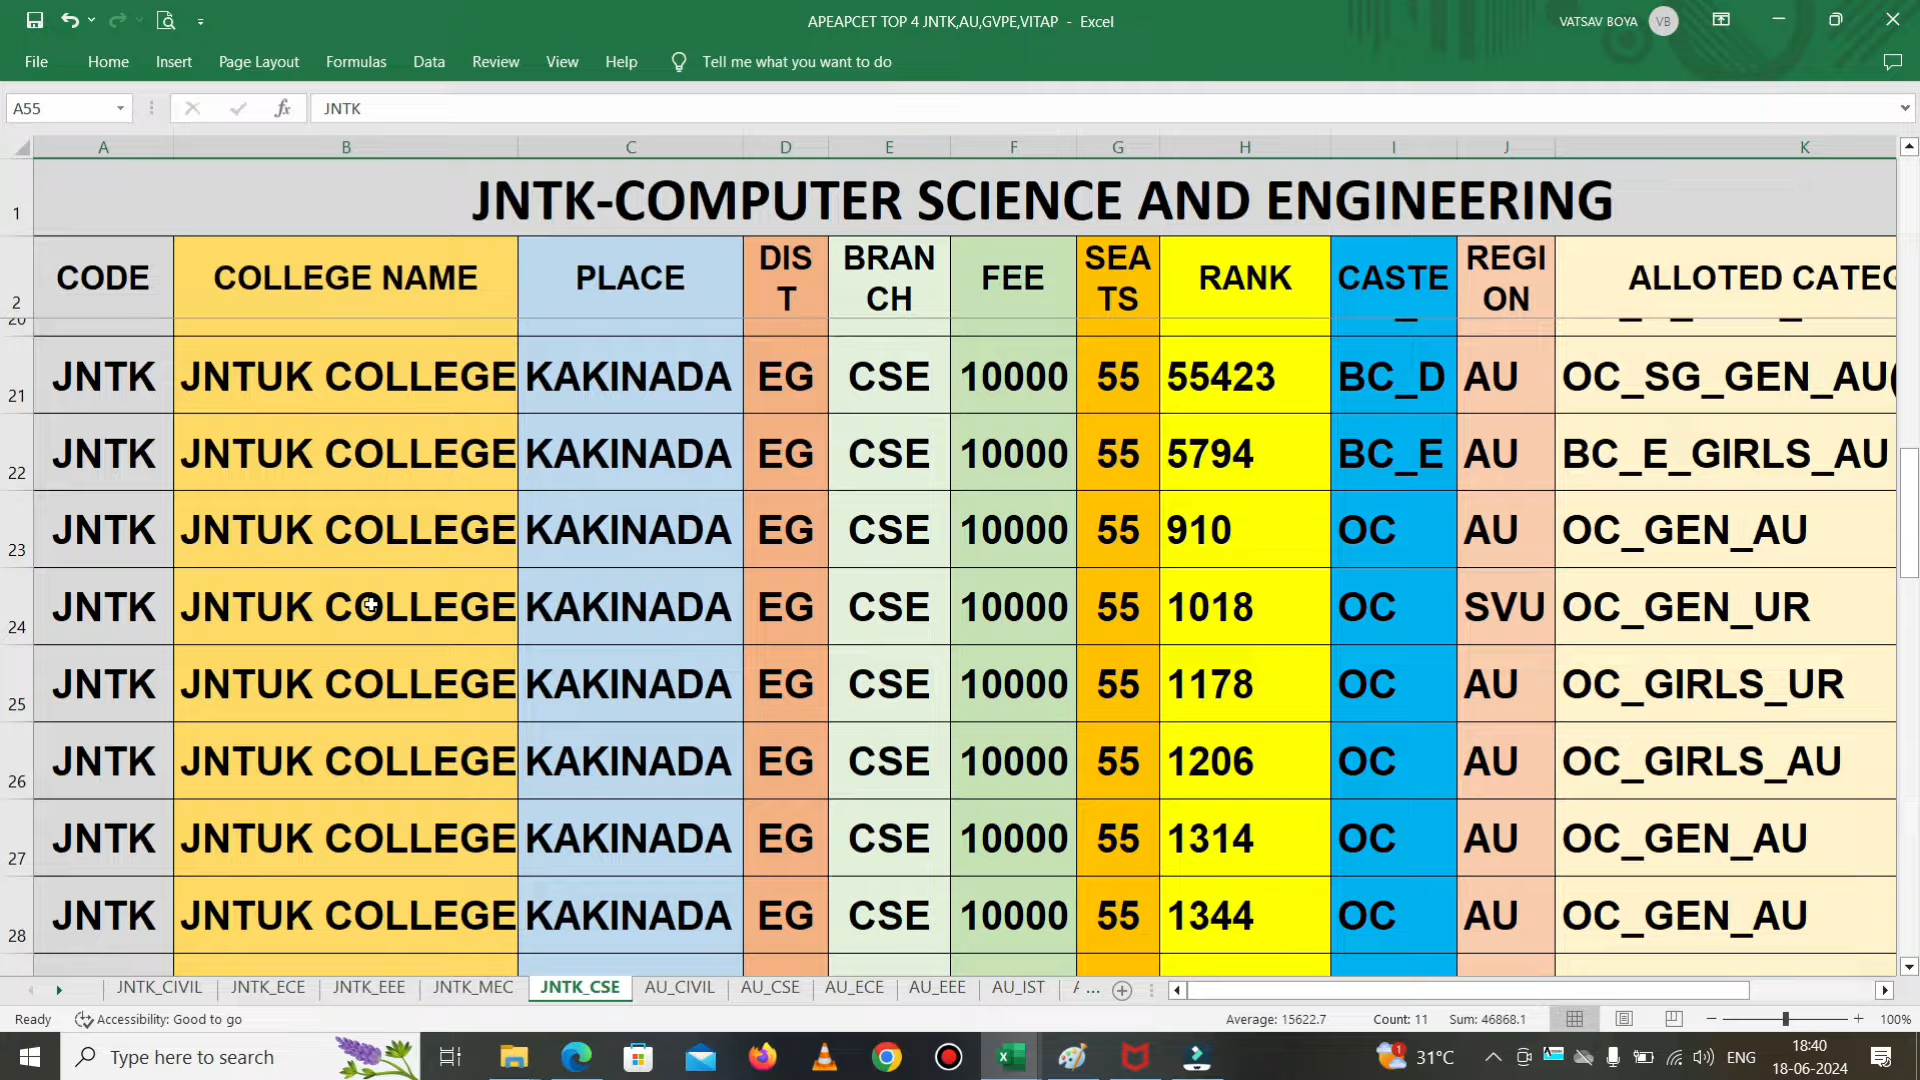 APEAPCET TOP 4 JNTK,AU,GVPE,VITAP - Excel
VATSAV BOYA VB
File Home Insert Page Layout Formulas Data Review View Help Tell me what you want to do
A55 fx JNTK
A B C D E F G H I J K
1 JNTK-COMPUTER SCIENCE AND ENGINEERING
2 CODE COLLEGE NAME PLACE DIST BRANCH FEE SEATS RANK CASTE REGION ALLOTED CATEG
20
21 JNTK JNTUK COLLEGE KAKINADA EG CSE 10000 55 55423 BC_D AU OC_SG_GEN_AU(
22 JNTK JNTUK COLLEGE KAKINADA EG CSE 10000 55 5794 BC_E AU BC_E_GIRLS_AU
23 JNTK JNTUK COLLEGE KAKINADA EG CSE 10000 55 910 OC AU OC_GEN_AU
24 JNTK JNTUK COLLEGE KAKINADA EG CSE 10000 55 1018 OC SVU OC_GEN_UR
25 JNTK JNTUK COLLEGE KAKINADA EG CSE 10000 55 1178 OC AU OC_GIRLS_UR
26 JNTK JNTUK COLLEGE KAKINADA EG CSE 10000 55 1206 OC AU OC_GIRLS_AU
27 JNTK JNTUK COLLEGE KAKINADA EG CSE 10000 55 1314 OC AU OC_GEN_AU
28 JNTK JNTUK COLLEGE KAKINADA EG CSE 10000 55 1344 OC AU OC_GEN_AU
JNTK_CIVIL JNTK_ECE JNTK_EEE JNTK_MEC JNTK_CSE AU_CIVIL AU_CSE AU_ECE AU_EEE AU_IST ...
Ready Accessibility: Good to go Average: 15622.7 Count: 11 Sum: 46868.1 100%
Type here to search 1 31°C ENG 18:40
18-06-2024